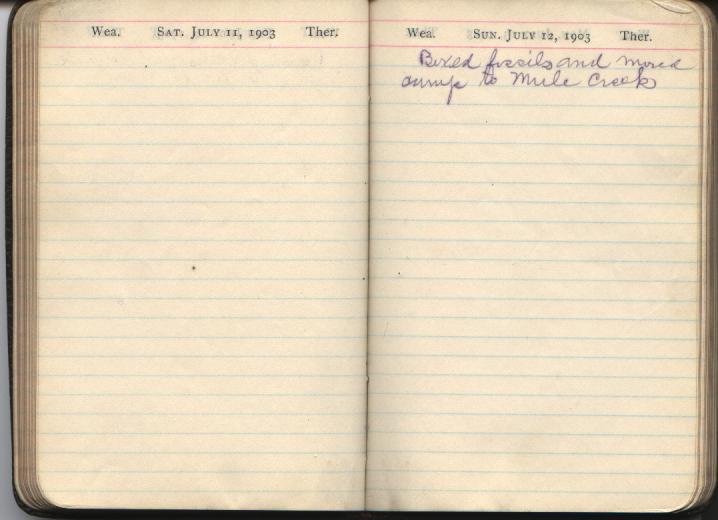 Wea. Sat. July 11, 1903 Ther.
Wea. Sun. July 12, 1903 Ther.
Boxed fossils and moved
camp to Mule Creek